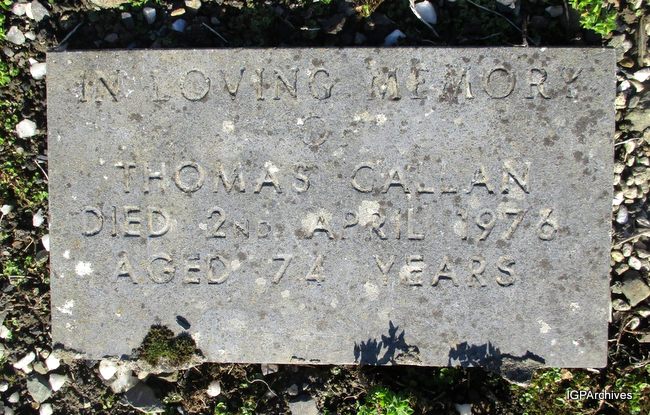 IN LOVING MEMORY
OF
THOMAS CALLAN
DIED 2ND APRIL 1976
AGED 74 YEARS
IGPArchives